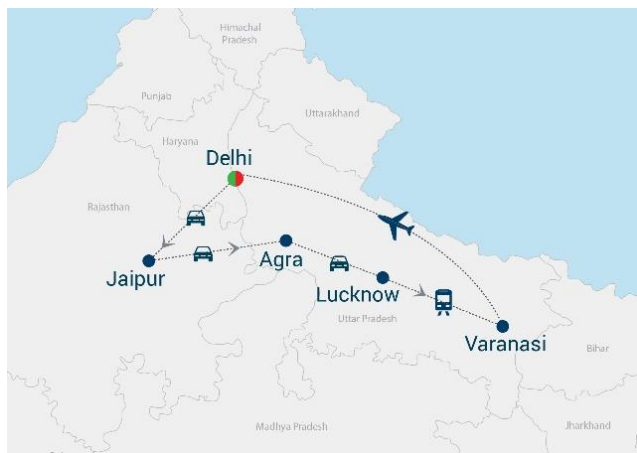 Himachal
Pradesh
Punjab
Uttarakhand
Haryana
Delhi
Rajasthan
Jaipur
Agra
Lucknow
Uttar Pradesh
Varanasi
Bihar
Madhya Pradesh
Jharkhand